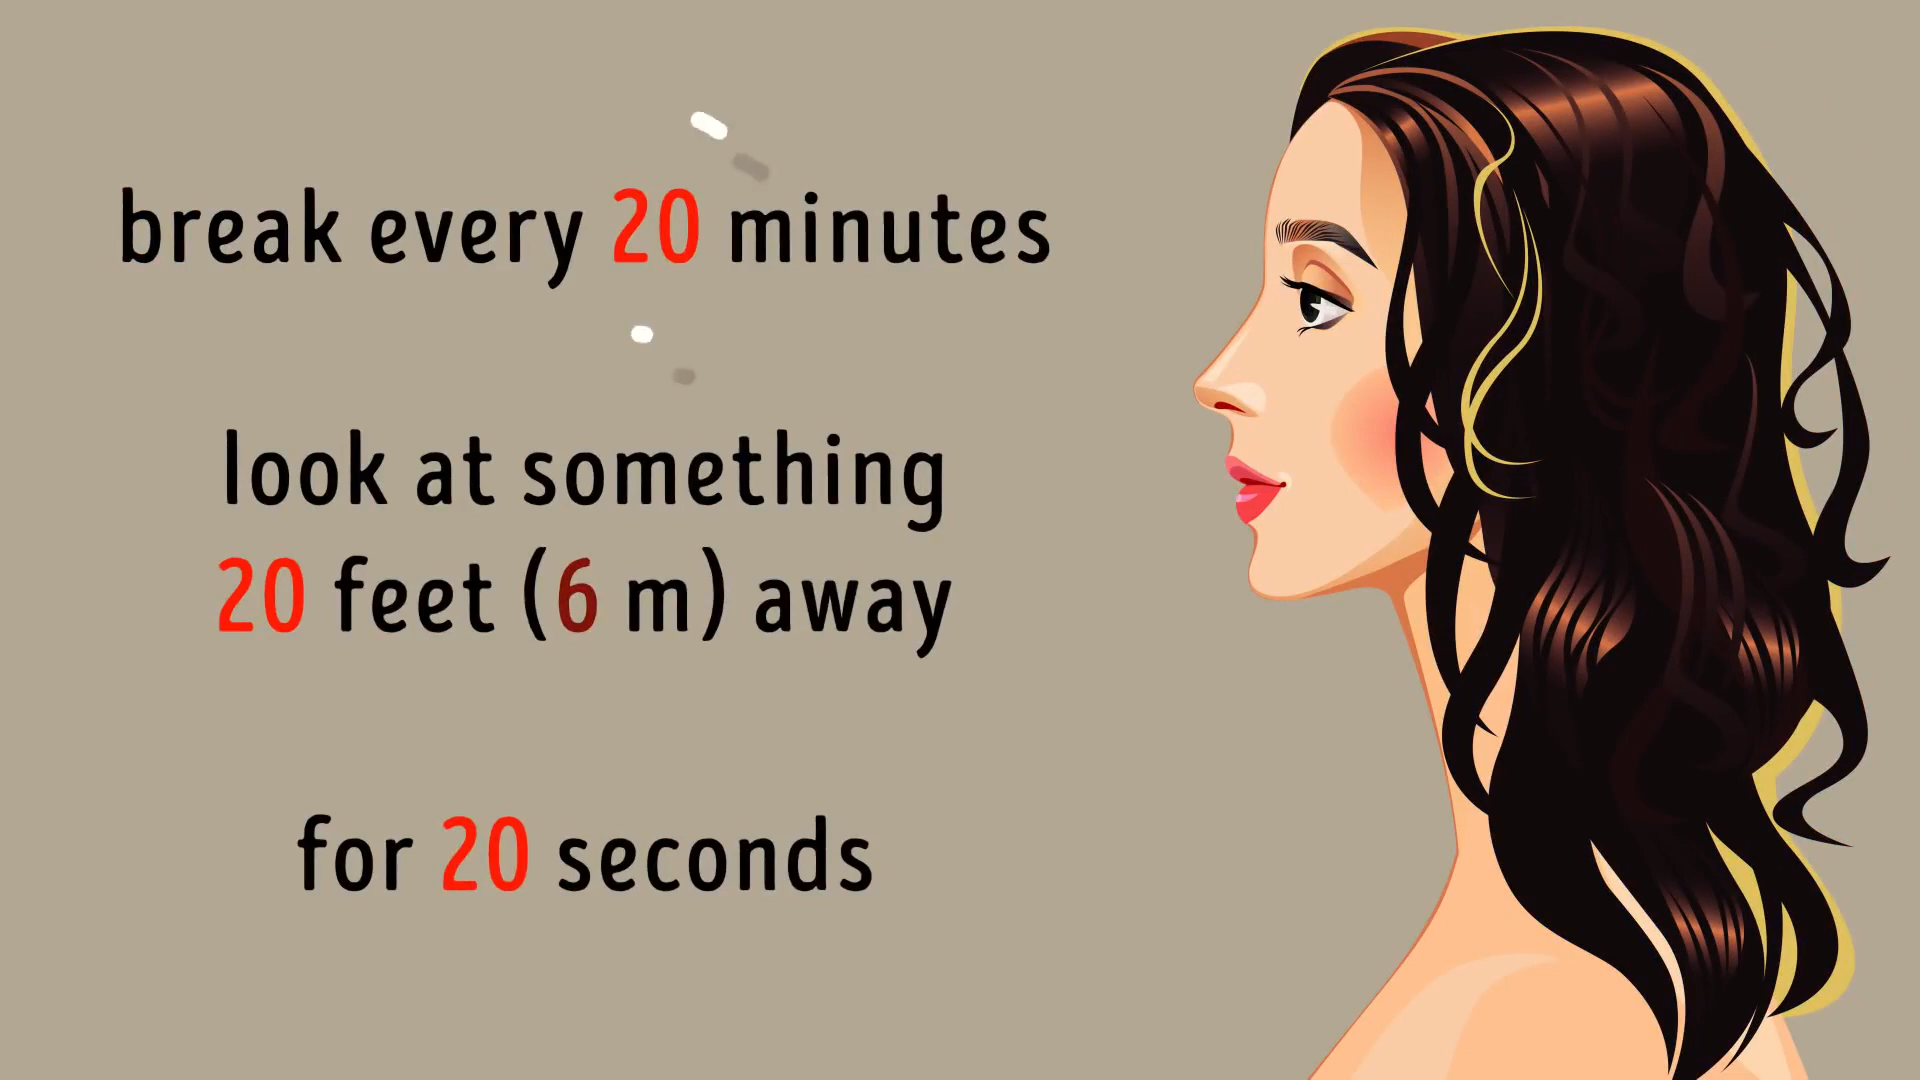 break every 20 minutes
look at something
20 feet (6 m) away
for 20 seconds